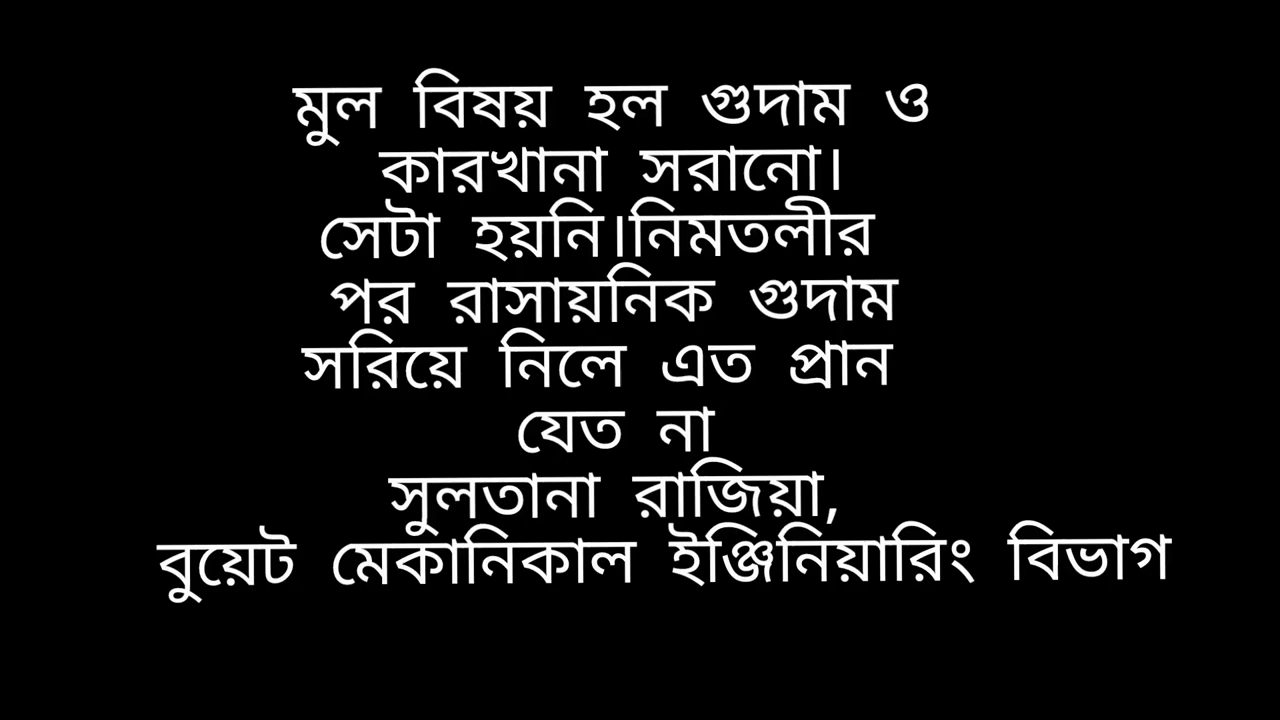 মুল বিষয় হল গুদাম ও
কারখানা সরানো।
সেটা হয়নি।নিমতলীর
পর রাসায়নিক গুদাম
সরিয়ে নিলে এত প্রান
যেত না
সুলতানা রাজিয়া,
বুয়েট মেকানিকাল ইঞ্জিনিয়ারিং বিভাগ